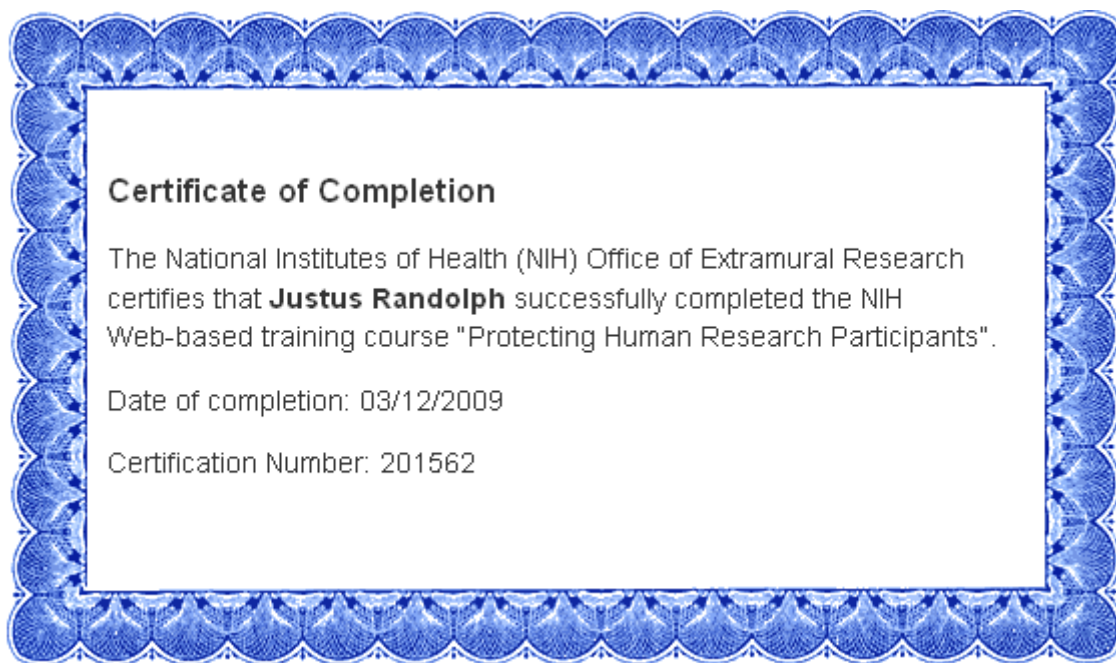 Certificate of Completion
The National Institutes of Health (NIH) Office of Extramural Research
certifies that Justus Randolph successfully completed the NIH
Web-based training course "Protecting Human Research Participants".
Date of completion: 03/12/2009
Certification Number: 201562